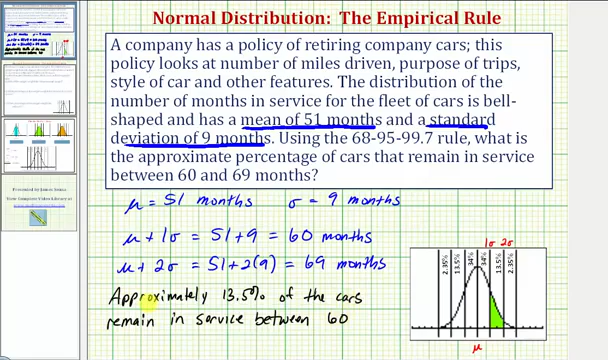 Normal Distribution: The Empirical Rule
A company has a policy of retiring company cars; this
policy looks at number of miles driven, purpose of trips,
style of car and other features. The distribution of the
number of months in service for the fleet of cars is bell-
shaped and has a mean of 51 months and a standard
deviation of 9 months. Using the 68-95-99.7 rule, what is
the approximate percentage of cars that remain in service
between 60 and 69 months?
μ = 51 months σ = 9 months
μ + 1σ = 51 + 9 = 60 months
μ + 2σ = 51 + 2(9) = 69 months
Approximately 13.5% of the cars
remain in service between 60
1σ 2σ
2.35% 13.5% 34% 34% 13.5% 2.35%
μ